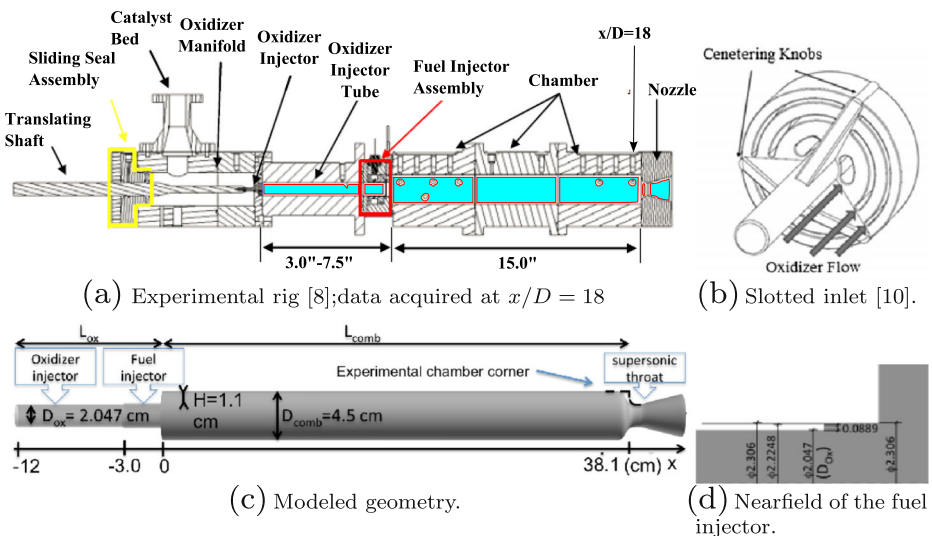 Catalyst
Bed
Oxidizer
Manifold
Oxidizer
Injector
Oxidizer
Injector
Tube
Sliding Seal
Assembly
Translating
Shaft
Fuel Injector
Assembly
Chamber
x/D=18
Nozzle
3.0"-7.5"
15.0"
(a) Experimental rig [8];data acquired at x/D = 18
Cenetering Knobs
Oxidizer Flow
(b) Slotted inlet [10].
Lox
Lcomb
Oxidizer
injector
Fuel
injector
Experimental chamber corner
supersonic
throat
Dox = 2.047 cm
H=1.1
cm
Dcomb=4.5 cm
-12
-3.0
0
38.1 (cm) x
(c) Modeled geometry.
0.0889
φ2.306
φ2.2248
φ2.047
(DOx)
φ2.306
(d) Nearfield of the fuel
injector.